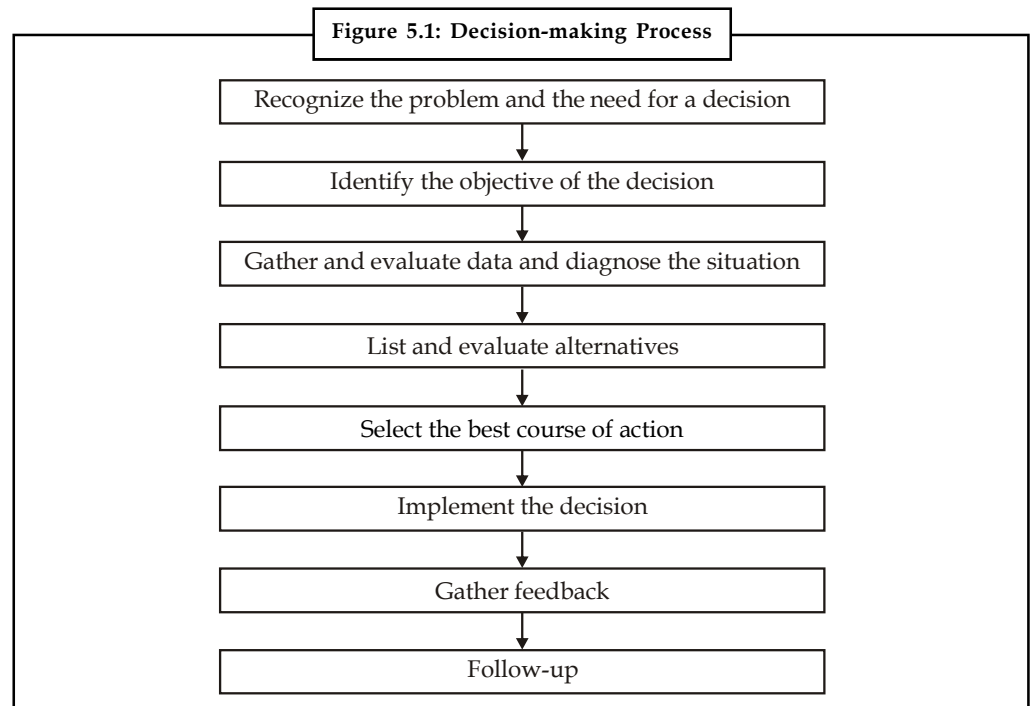 Figure 5.1: Decision-making Process
Recognize the problem and the need for a decision
Identify the objective of the decision
Gather and evaluate data and diagnose the situation
List and evaluate alternatives
Select the best course of action
Implement the decision
Gather feedback
Follow-up